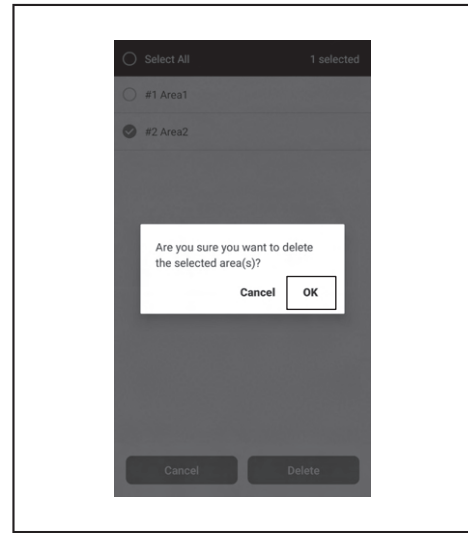 Select All 1 selected
#1 Area1
#2 Area2
Are you sure you want to delete
the selected area(s)?
Cancel OK
Cancel Delete